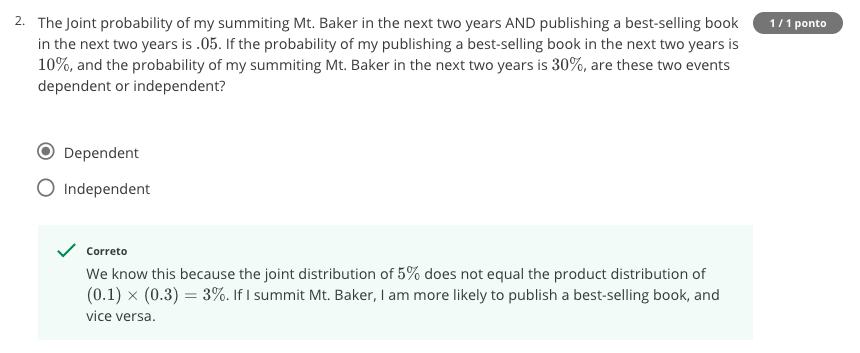 2. The Joint probability of my summiting Mt. Baker in the next two years AND publishing a best-selling book
1 / 1 ponto
in the next two years is .05. If the probability of my publishing a best-selling book in the next two years is
10%, and the probability of my summiting Mt. Baker in the next two years is 30%, are these two events
dependent or independent?
Dependent
Independent
Correto
We know this because the joint distribution of 5% does not equal the product distribution of
(0.1) × (0.3) = 3%. If I summit Mt. Baker, I am more likely to publish a best-selling book, and
vice versa.